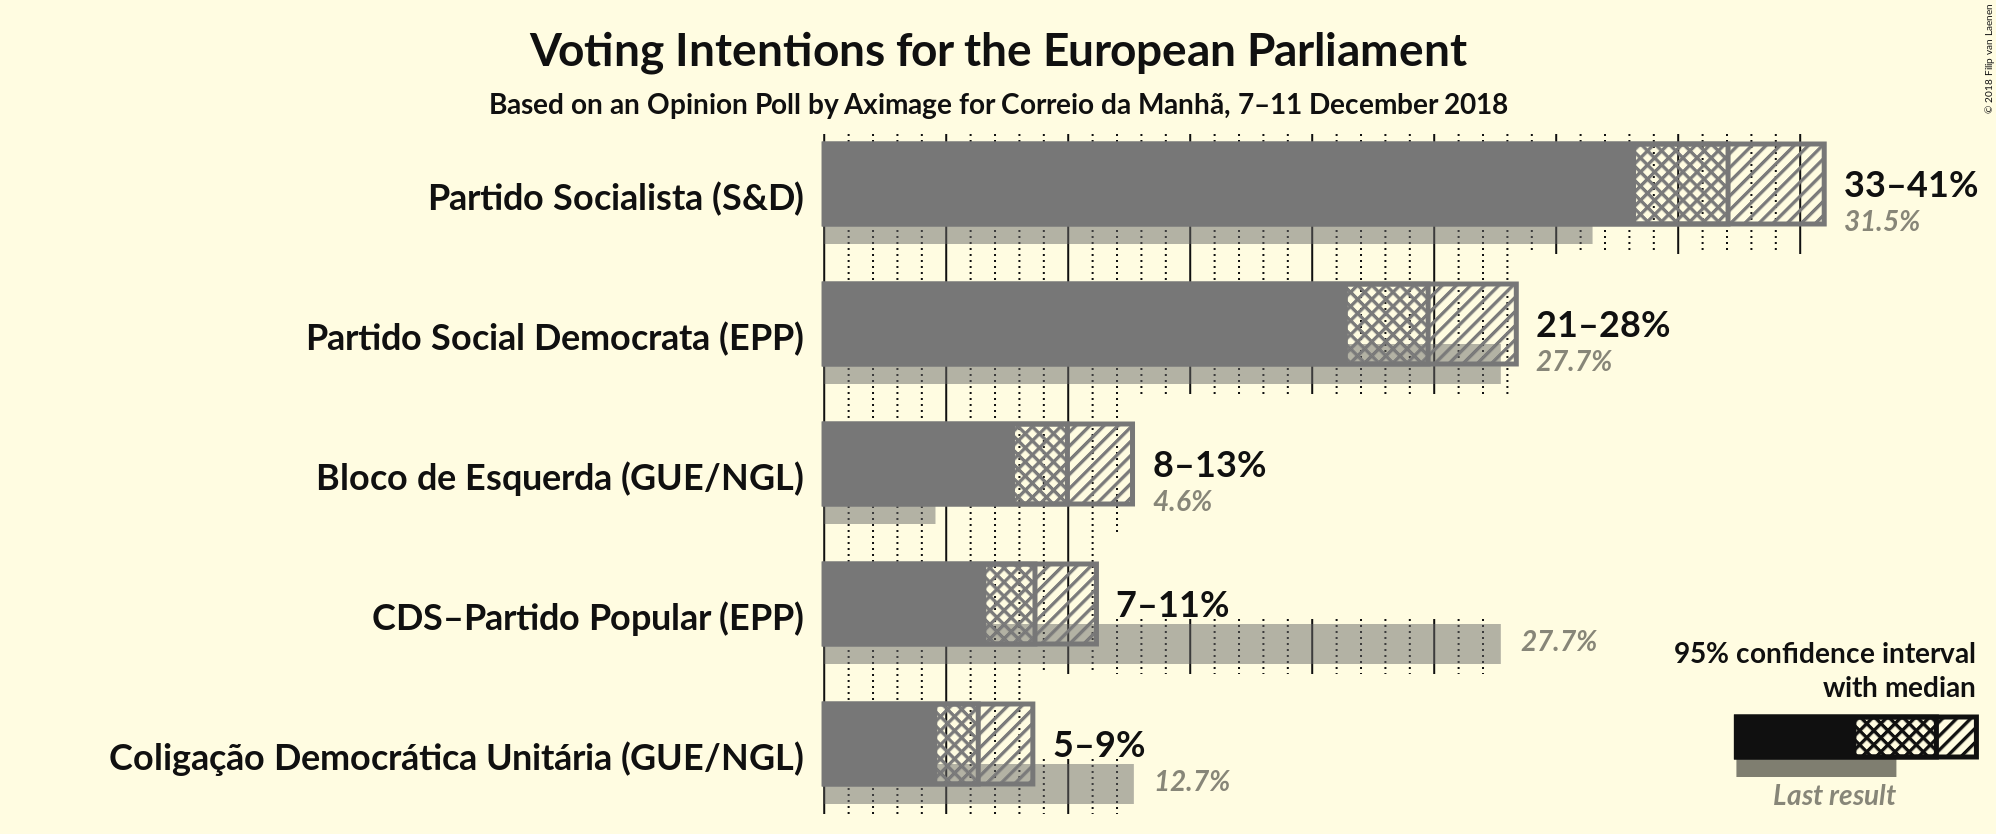 Voting Intentions for the European Parliament
Based on an Opinion Poll by Aximage for Correio da Manhã, 7–11 December 2018
© 2018 Filip van Laenen
Partido Socialista (S&D)
33–41%
31.5%
Partido Social Democrata (EPP)
21–28%
27.7%
Bloco de Esquerda (GUE/NGL)
8–13%
4.6%
CDS–Partido Popular (EPP)
7–11%
27.7%
Coligação Democrática Unitária (GUE/NGL)
5–9%
12.7%
95% confidence interval
with median
Last result